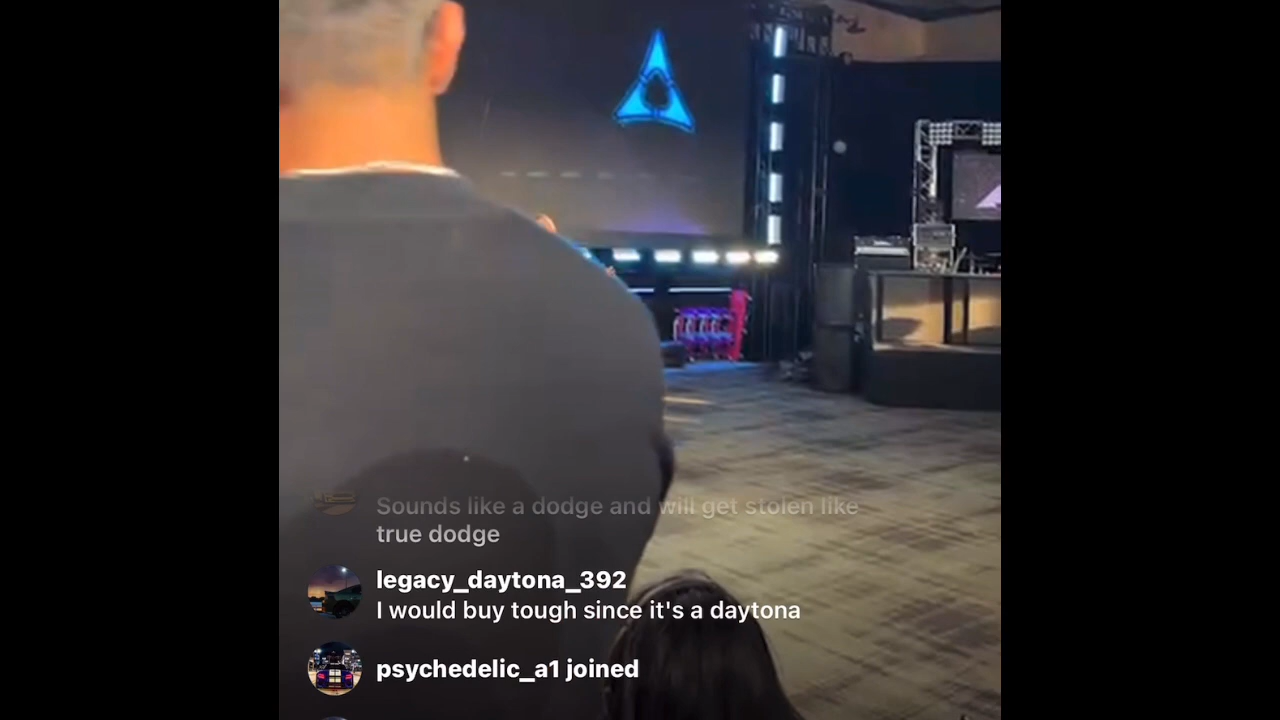 Sounds like a dodge and will get stolen like
true dodge
legacy_daytona_392
I would buy tough since it's a daytona
psychedelic_a1 joined